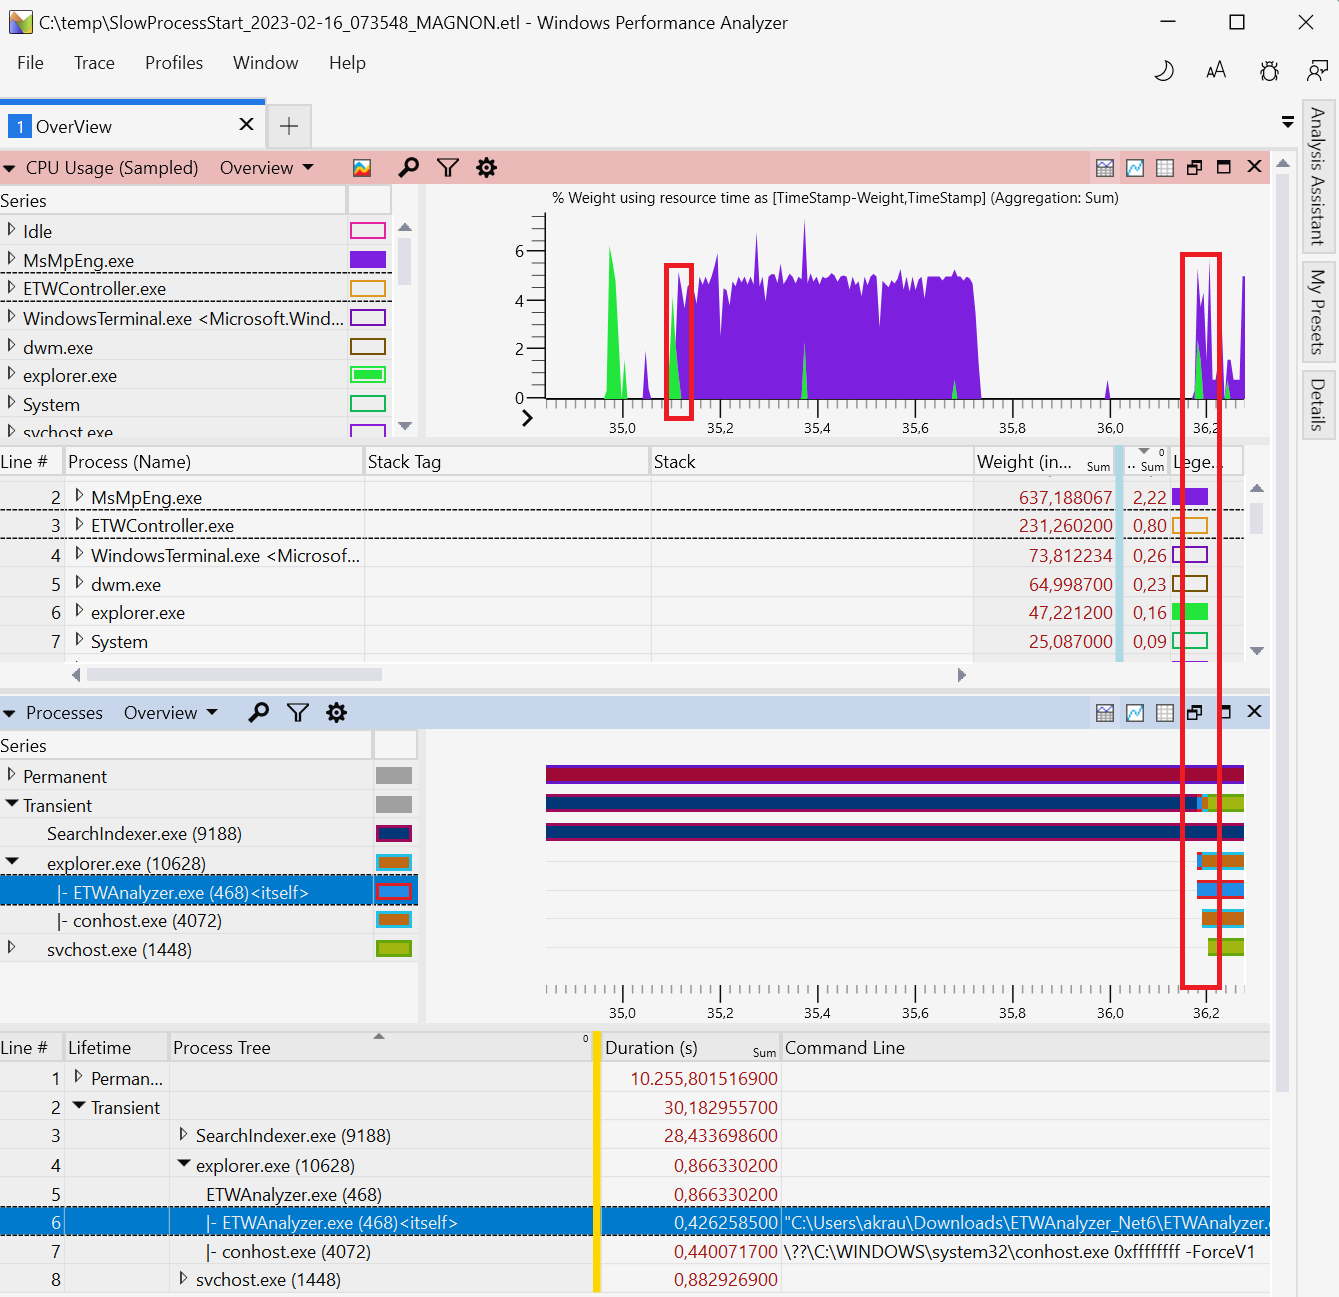 C:\temp\SlowProcessStart_2023-02-16_073548_MAGNON.etl - Windows Performance Analyzer
File Trace Profiles Window Help
1 OverView
Analysis Assistant
My Presets
Details
CPU Usage (Sampled) Overview
Series
Idle
MsMpEng.exe
ETWController.exe
WindowsTerminal.exe <Microsoft.Wind...
dwm.exe
explorer.exe
System
svchost.exe
% Weight using resource time as [TimeStamp-Weight,TimeStamp] (Aggregation: Sum)
6
4
2
0
35,0 35,2 35,4 35,6 35,8 36,0 36,2
Line # Process (Name) Stack Tag Stack Weight (in... Sum .. 0 Sum Lege...
2 MsMpEng.exe 637,188067 2,22
3 ETWController.exe 231,260200 0,80
4 WindowsTerminal.exe <Microsof... 73,812234 0,26
5 dwm.exe 64,998700 0,23
6 explorer.exe 47,221200 0,16
7 System 25,087000 0,09
Processes Overview
Series
Permanent
Transient
SearchIndexer.exe (9188)
explorer.exe (10628)
|- ETWAnalyzer.exe (468)<itself>
|- conhost.exe (4072)
svchost.exe (1448)
35,0 35,2 35,4 35,6 35,8 36,0 36,2
Line # Lifetime Process Tree 0 Duration (s) Sum Command Line
1 Perman... 10.255,801516900
2 Transient 30,182955700
3 SearchIndexer.exe (9188) 28,433698600
4 explorer.exe (10628) 0,866330200
5 ETWAnalyzer.exe (468) 0,866330200
6 |- ETWAnalyzer.exe (468)<itself> 0,426258500 "C:\Users\akrau\Downloads\ETWAnalyzer_Net6\ETWAnalyzer.
7 |- conhost.exe (4072) 0,440071700 \??\C:\WINDOWS\system32\conhost.exe 0xffffffff -ForceV1
8 svchost.exe (1448) 0,882926900